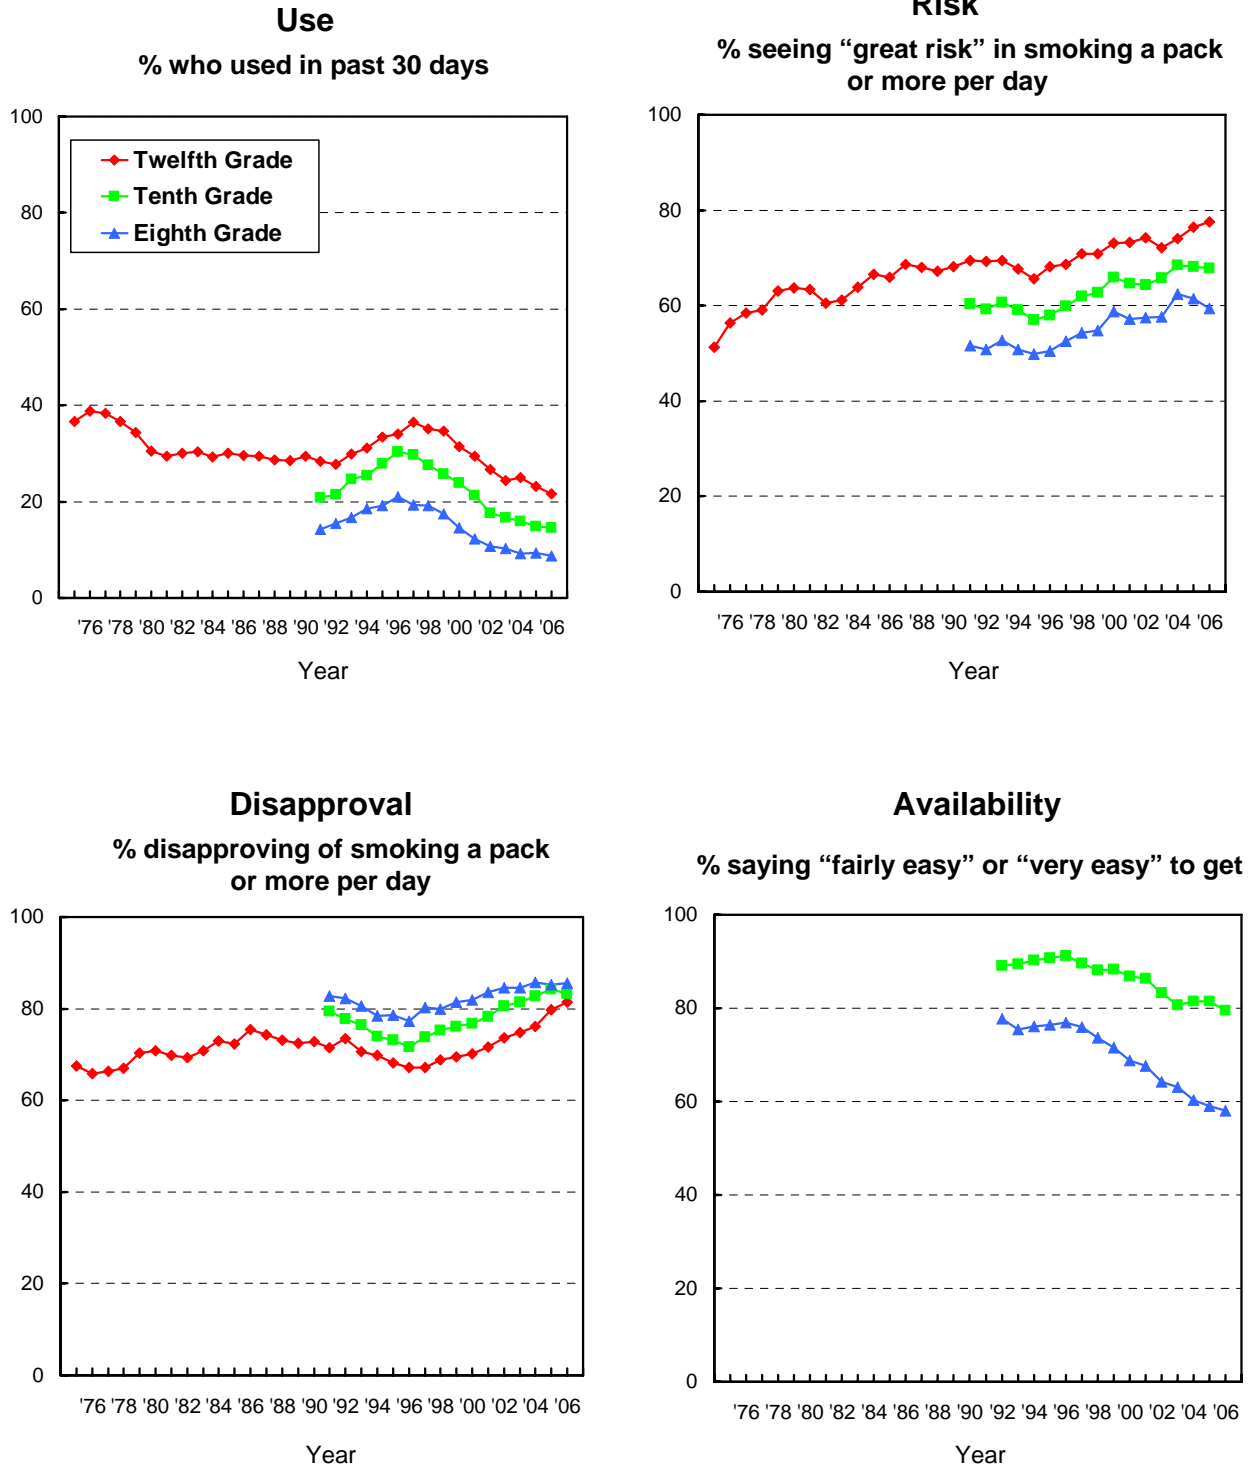 Use
% who used in past 30 days
100
80
60
40
20
0
Twelfth Grade
Tenth Grade
Eighth Grade
'76 '78 '80 '82 '84 '86 '88 '90 '92 '94 '96 '98 '00 '02 '04 '06
Year
Risk
% seeing “great risk” in smoking a pack
or more per day
100
80
60
40
20
0
'76 '78 '80 '82 '84 '86 '88 '90 '92 '94 '96 '98 '00 '02 '04 '06
Year
Disapproval
% disapproving of smoking a pack
or more per day
100
80
60
40
20
0
'76 '78 '80 '82 '84 '86 '88 '90 '92 '94 '96 '98 '00 '02 '04 '06
Year
Availability
% saying “fairly easy” or “very easy” to get
100
80
60
40
20
0
'76 '78 '80 '82 '84 '86 '88 '90 '92 '94 '96 '98 '00 '02 '04 '06
Year